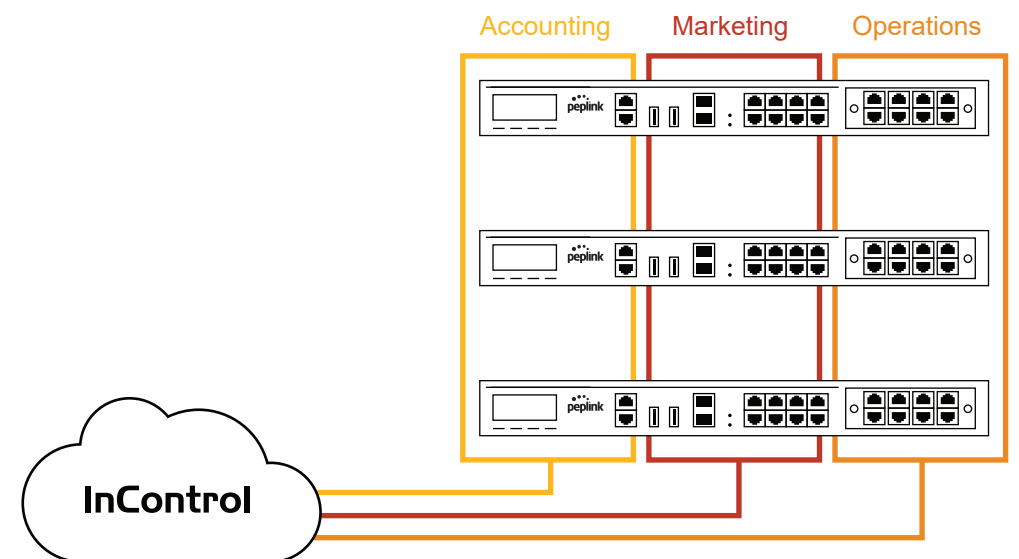 Accounting
Marketing
Operations
peplink
peplink
peplink
InControl